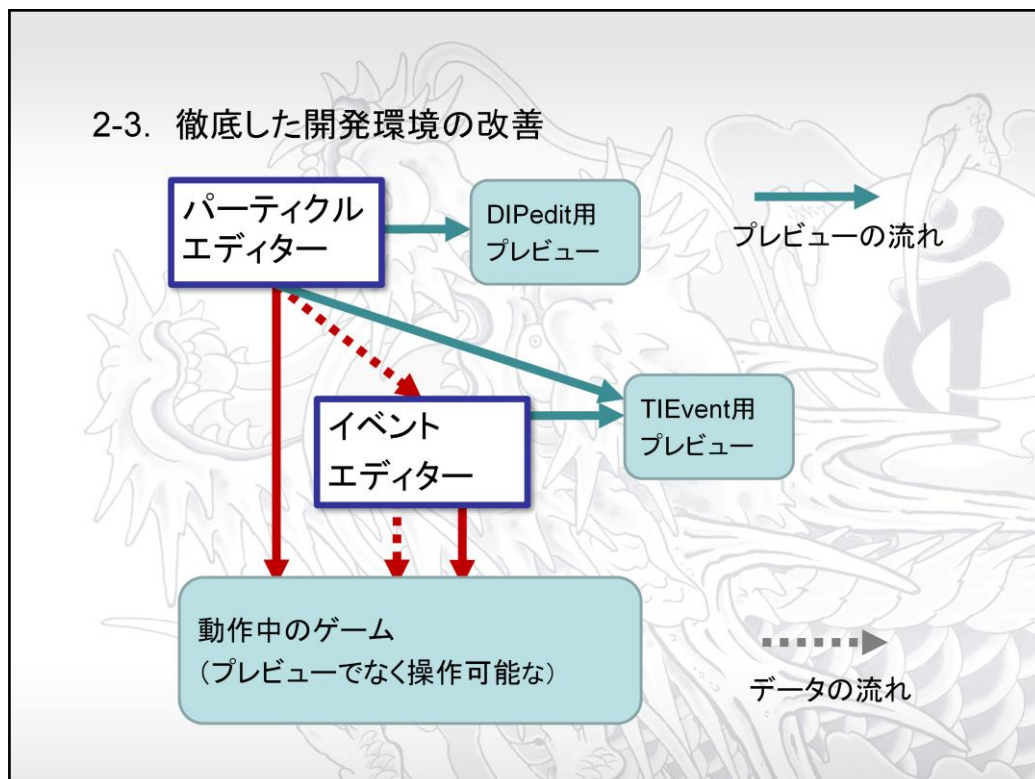 2-3. 徹底した開発環境の改善
パーティクル
エディター
DIPedit用
プレビュー
プレビューの流れ
イベント
エディター
TIEvent用
プレビュー
動作中のゲーム
（プレビューでなく操作可能な）
データの流れ